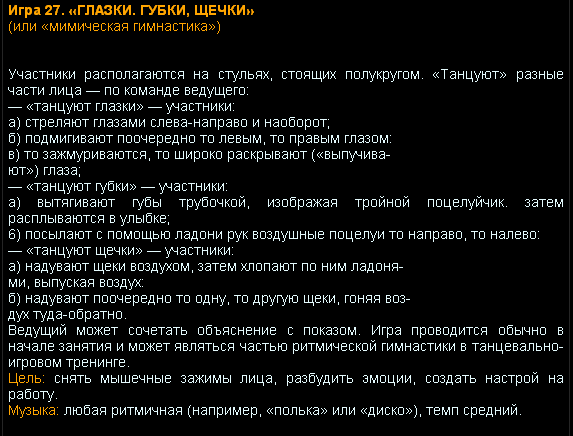 Игра 27. «ГЛАЗКИ. ГУБКИ, ЩЕЧКИ»
(или «мимическая гимнастика»)
Участники располагаются на стульях, стоящих полукругом. «Танцуют» разные
части лица — по команде ведущего:
— «танцуют глазки» — участники:
а) стреляют глазами слева-направо и наоборот;
б) подмигивают поочередно то левым, то правым глазом:
в) то зажмуриваются, то широко раскрывают («выпучива-
ют») глаза;
— «танцуют губки» — участники:
а) вытягивают губы трубочкой, изображая тройной поцелуйчик. затем
расплываются в улыбке;
6) посылают с помощью ладони рук воздушные поцелуи то направо, то налево:
— «танцуют щечки» — участники:
а) надувают щеки воздухом, затем хлопают по ним ладоня-
ми, выпуская воздух:
б) надувают поочередно то одну, то другую щеки, гоняя воз-
дух туда-обратно.
Ведущий может сочетать объяснение с показом. Игра проводится обычно в
начале занятия и может являться частью ритмической гимнастики в танцевально-
игровом тренинге.
Цель: снять мышечные зажимы лица, разбудить эмоции, создать настрой на
работу.
Музыка: любая ритмичная (например, «полька» или «диско»), темп средний.